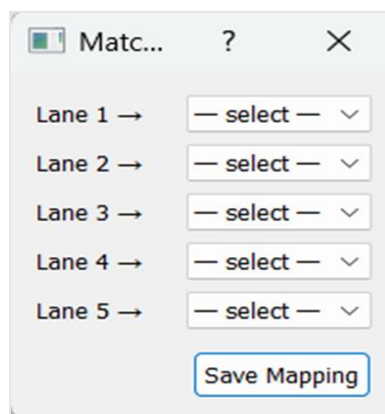 Matc... ?
Lane 1 → — select —
Lane 2 → — select —
Lane 3 → — select —
Lane 4 → — select —
Lane 5 → — select —
Save Mapping